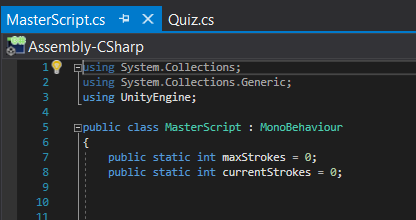 MasterScript.cs Quiz.cs
Assembly-CSharp
1 using System.Collections;
2 using System.Collections.Generic;
3 using UnityEngine;
4
5 public class MasterScript : MonoBehaviour
6 {
7 public static int maxStrokes = 0;
8 public static int currentStrokes = 0;
9
10